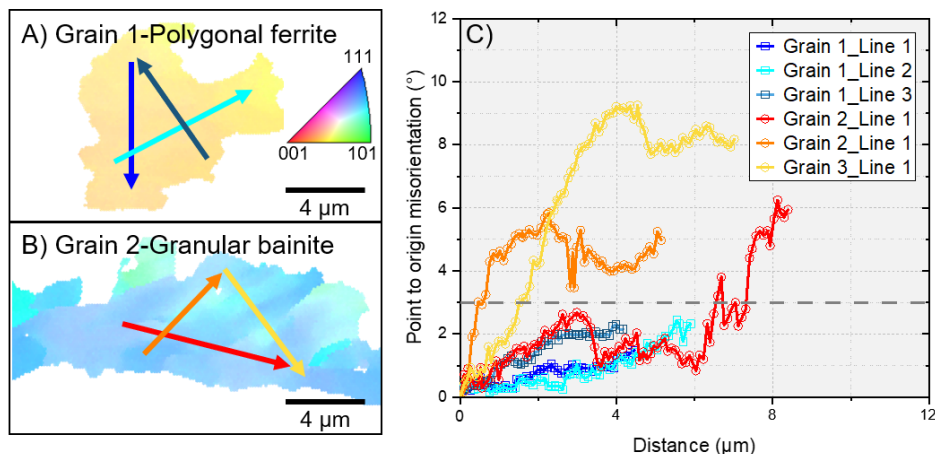 A) Grain 1-Polygonal ferrite
111
001
101
4 μm
B) Grain 2-Granular bainite
4 μm
C)
Point to origin misorientation (°)
12
10
8
6
4
2
0
0
4
8
12
Distance (μm)
Grain 1_Line 1
Grain 1_Line 2
Grain 1_Line 3
Grain 2_Line 1
Grain 2_Line 1
Grain 3_Line 1